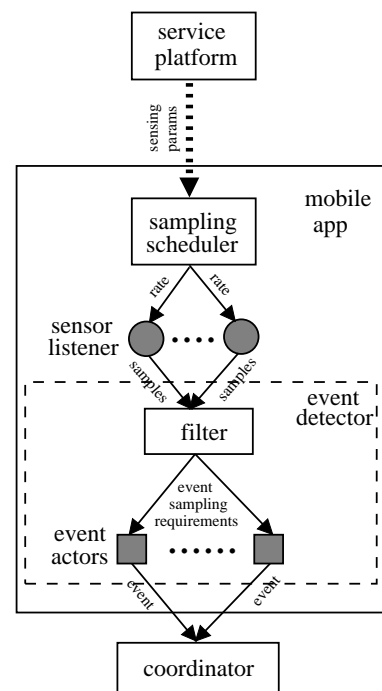 service
platform
sensing
params
mobile
app
sampling
scheduler
rate
rate
sensor
listener
samples
samples
event
detector
filter
event
sampling
requirements
event
actors
event
event
coordinator